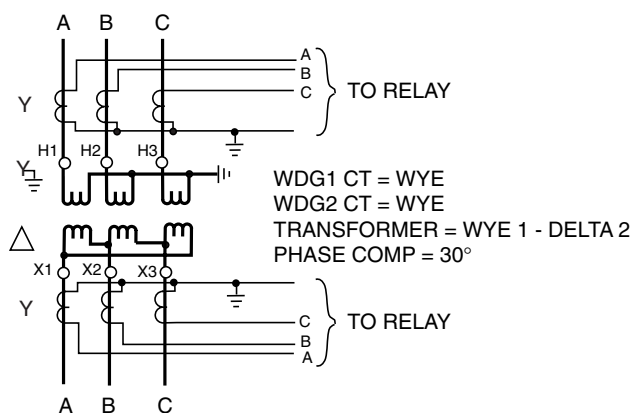 A B C
A
B
C
TO RELAY
Y
H1 H2 H3
Y
WDG1 CT = WYE
WDG2 CT = WYE
TRANSFORMER = WYE 1 - DELTA 2
PHASE COMP = 30°
X1 X2 X3
Y
C
B
A
TO RELAY
A B C